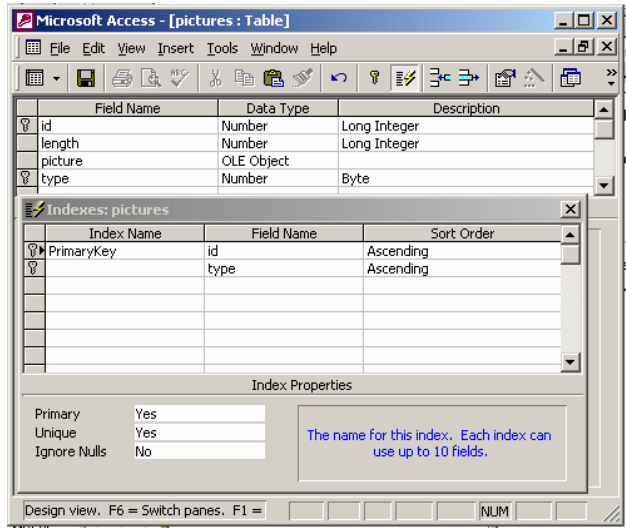 Microsoft Access - [pictures : Table]
File Edit View Insert Tools Window Help
Field Name Data Type Description
id Number Long Integer
length Number Long Integer
picture OLE Object
type Number Byte
Indexes: pictures
Index Name Field Name Sort Order
PrimaryKey id Ascending
type Ascending
Index Properties
Primary Yes
Unique Yes
Ignore Nulls No
The name for this index. Each index can
use up to 10 fields.
Design view. F6 = Switch panes. F1 = NUM